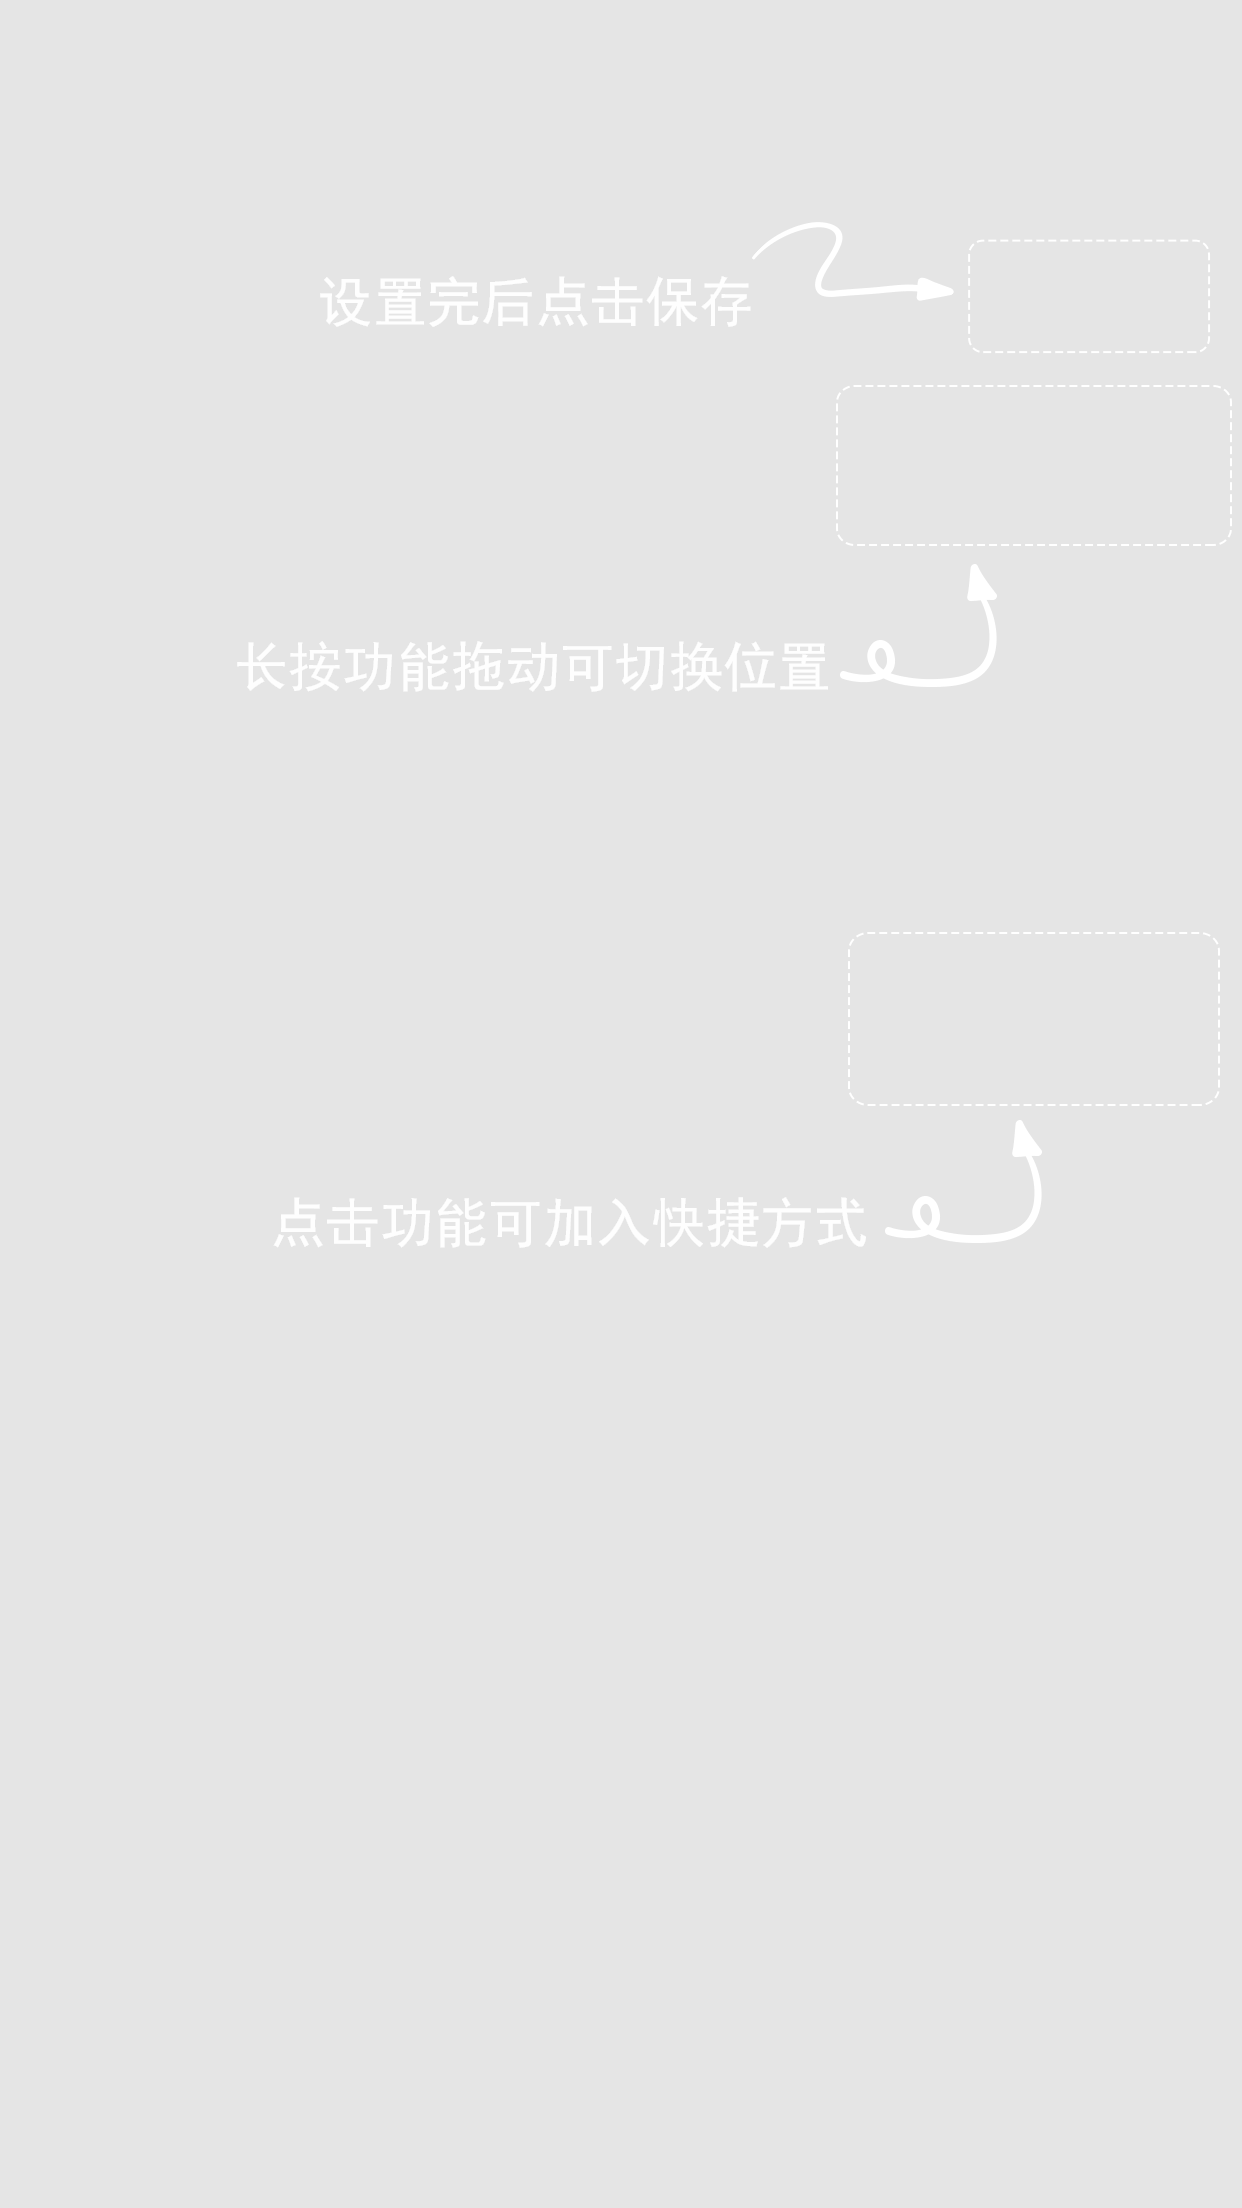 设置完后点击保存
长按功能拖动可切换位置
点击功能可加入快捷方式